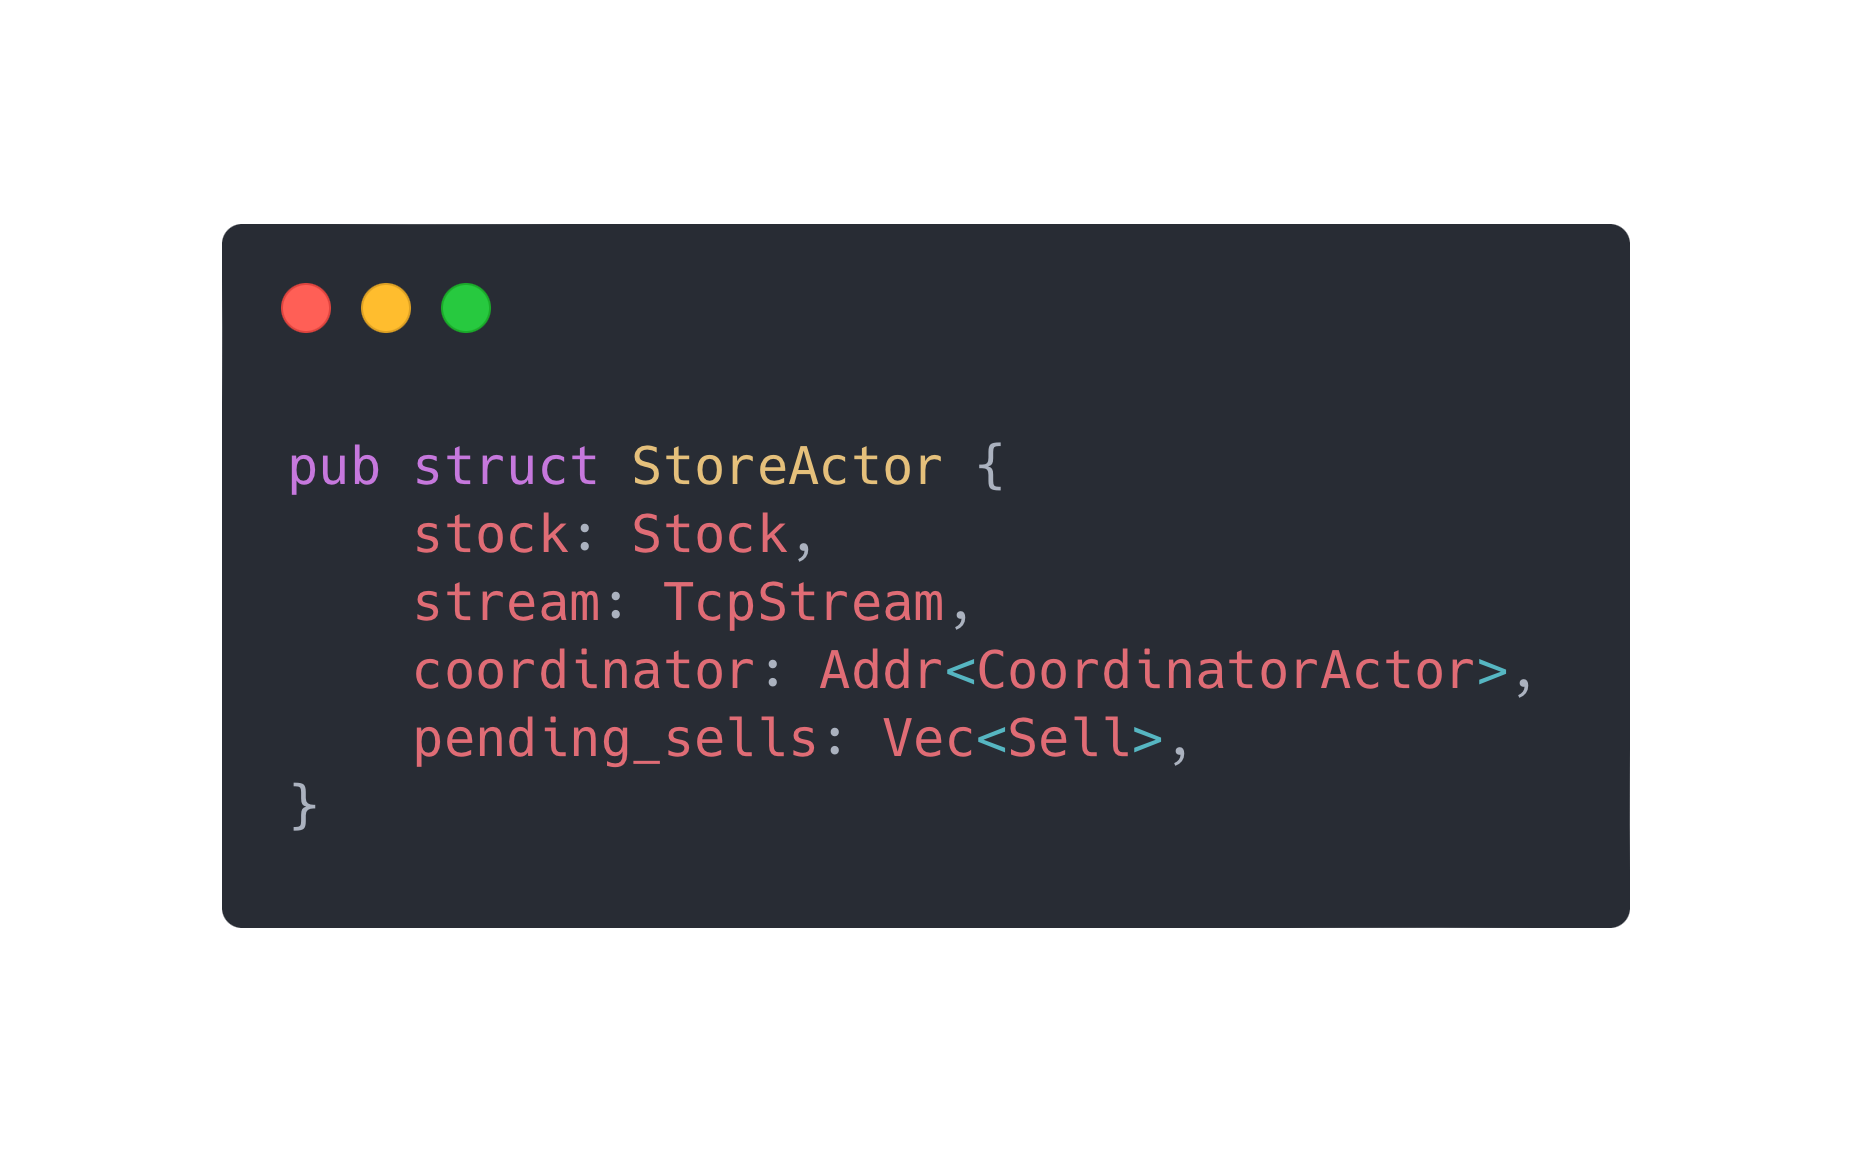 pub struct StoreActor {
    stock: Stock,
    stream: TcpStream,
    coordinator: Addr<CoordinatorActor>,
    pending_sells: Vec<Sell>,
}